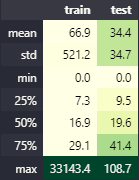 train test
mean 66.9 34.4
std 521.2 34.7
min 0.0 0.0
25% 7.3 9.5
50% 16.9 19.6
75% 29.1 41.4
max 33143.4 108.7